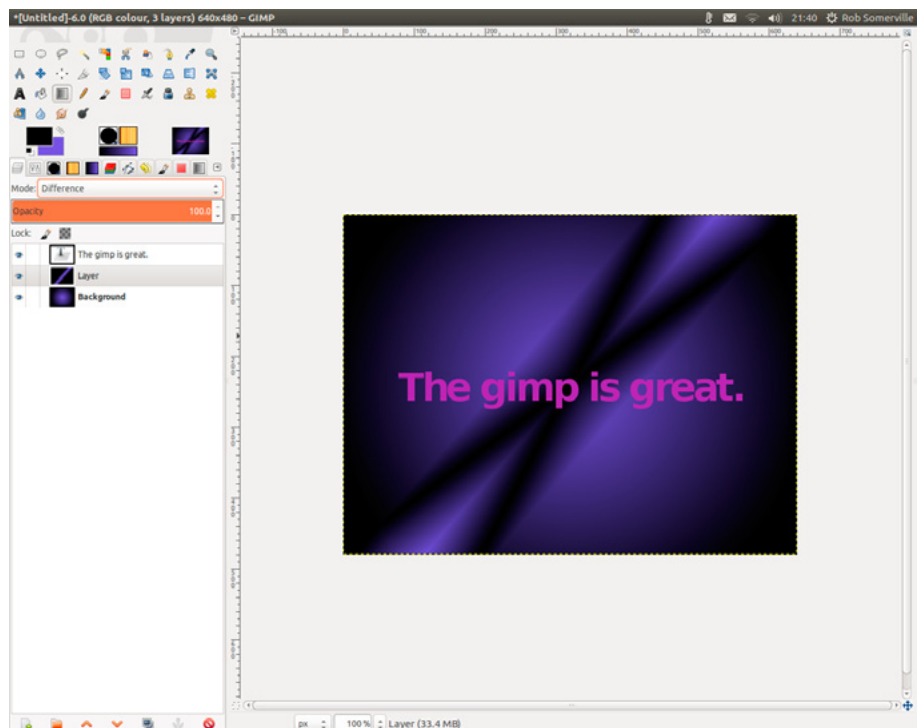 *[Untitled]-6.0 (RGB colour, 3 layers) 640x480 – GIMP
21:40 Rob Somerville
Mode: Difference
Opacity 100.0
Lock:
The gimp is great.
Layer
Background
The gimp is great.
px 100 % Layer (33.4 MB)